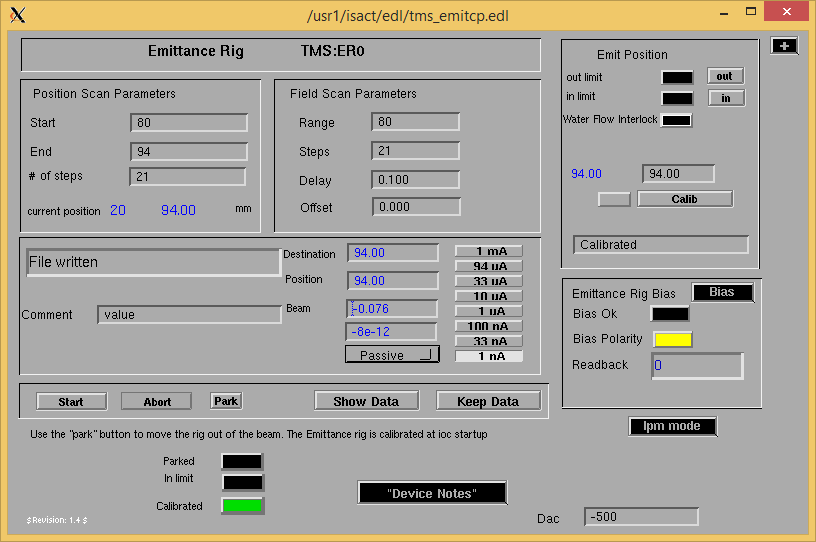 /usr1/isact/edl/tms_emitcp.edl
Emittance Rig TMS:ER0
+
Position Scan Parameters
Start 80
End 94
# of steps 21
current position 20 94.00 mm
Field Scan Parameters
Range 80
Steps 21
Delay 0.100
Offset 0.000
Emit Position
out limit out
in limit in
Water Flow Interlock
94.00 94.00
Calib
Calibrated
File written
Comment value
Destination 94.00
Position 94.00
Beam -0.076
-8e-12
Passive
1 mA
94 uA
33 uA
10 uA
1 uA
100 nA
33 nA
1 nA
Emittance Rig Bias Bias
Bias Ok
Bias Polarity
Readback 0
Start Abort Park Show Data Keep Data
Ipm mode
Use the "park" button to move the rig out of the beam. The Emittance rig is calibrated at ioc startup
Parked
In limit
Calibrated
"Device Notes"
$Revision: 1.4 $
Dac -500